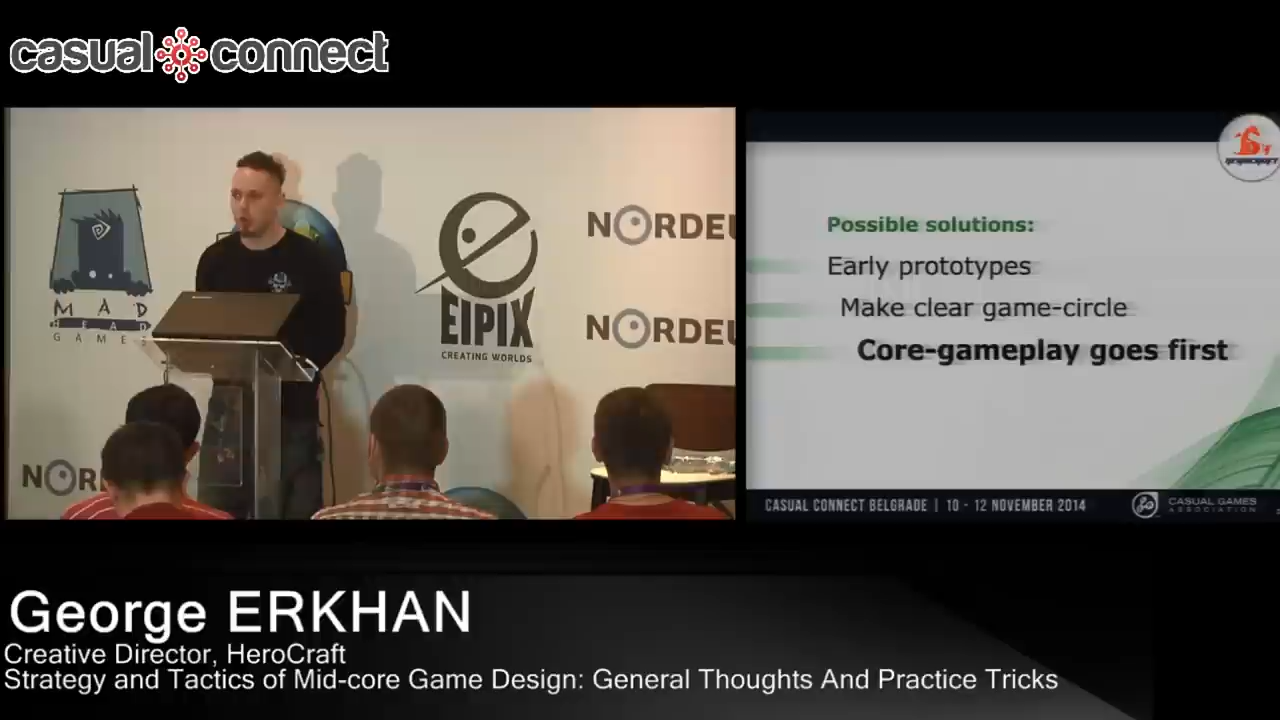 casual connect
MAD
HEAD
GAMES
EIPIX
CREATING WORLDS
NORDEU
NORDEU
NOR
Possible solutions:
Early prototypes
Make clear game-circle
Core-gameplay goes first
CASUAL CONNECT BELGRADE | 10 - 12 NOVEMBER 2014
CASUAL GAMES
ASSOCIATION
George ERKHAN
Creative Director, HeroCraft
Strategy and Tactics of Mid-core Game Design: General Thoughts And Practice Tricks